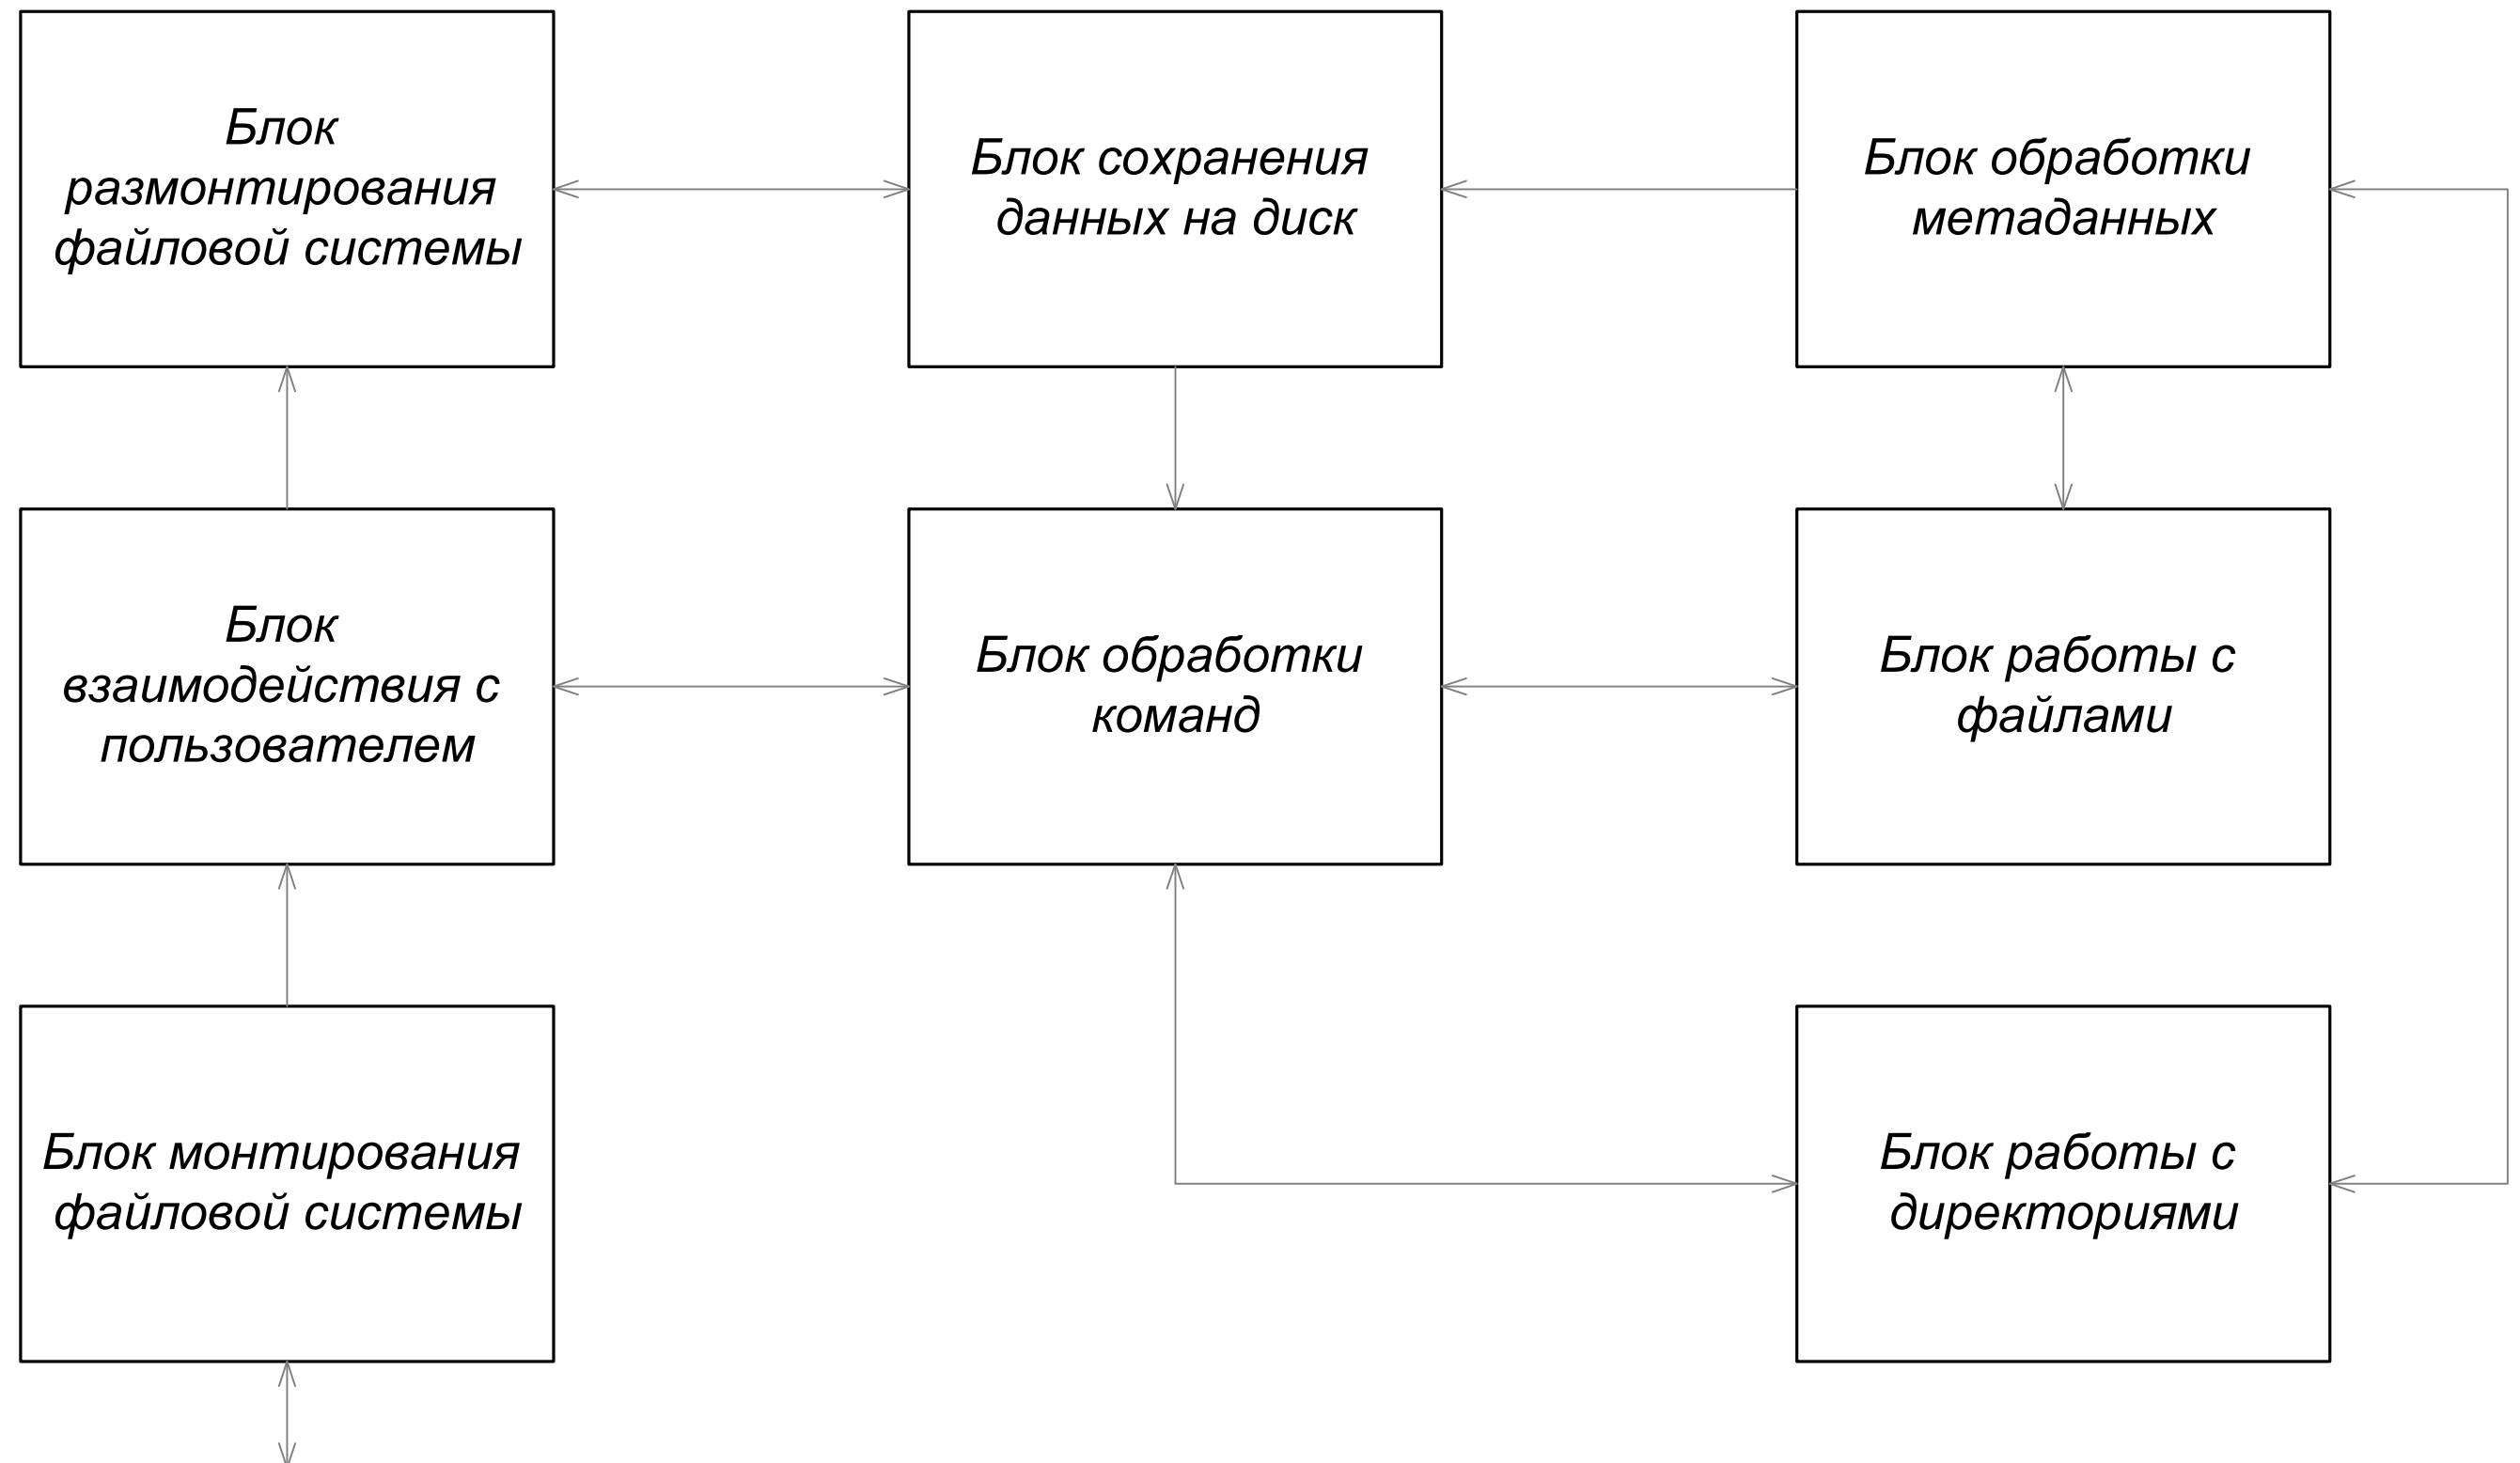 Блок
размонтирования
файловой системы
Блок сохранения
данных на диск
Блок обработки
метаданных
Блок
взаимодействия с
пользователем
Блок обработки
команд
Блок работы с
файлами
Блок монтирования
файловой системы
Блок работы с
директориями